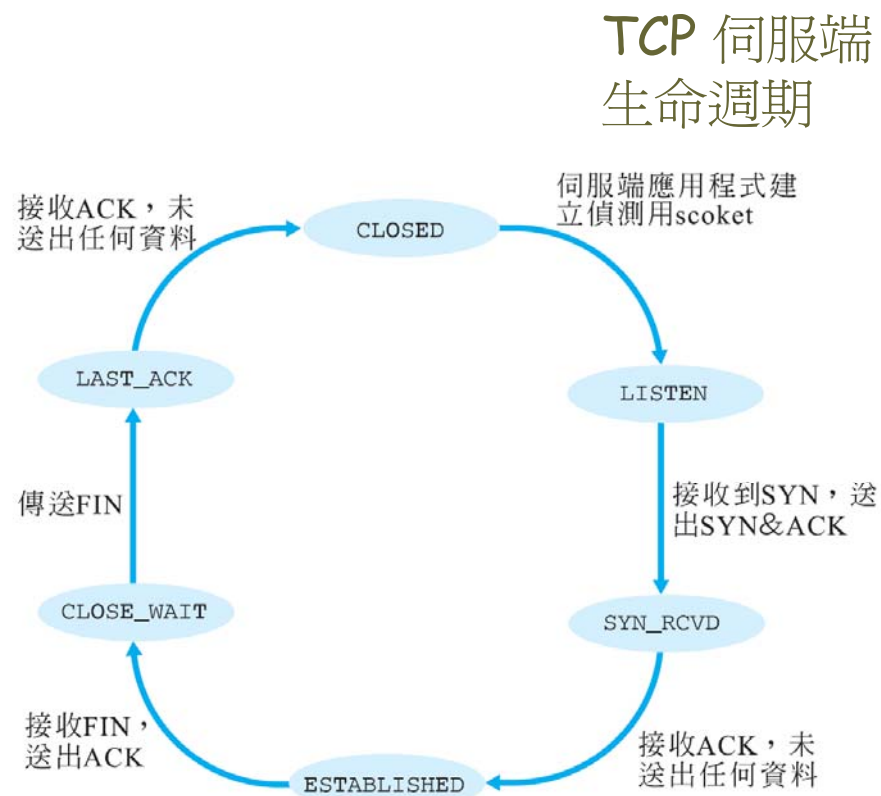 TCP 伺服端
生命週期
伺服端應用程式建
立偵測用scoket
接收ACK，未
送出任何資料
CLOSED
LAST_ACK
LISTEN
傳送FIN
接收到SYN，送
出SYN&ACK
CLOSE_WAIT
SYN_RCVD
接收FIN，
送出ACK
接收ACK，未
送出任何資料
ESTABLISHED